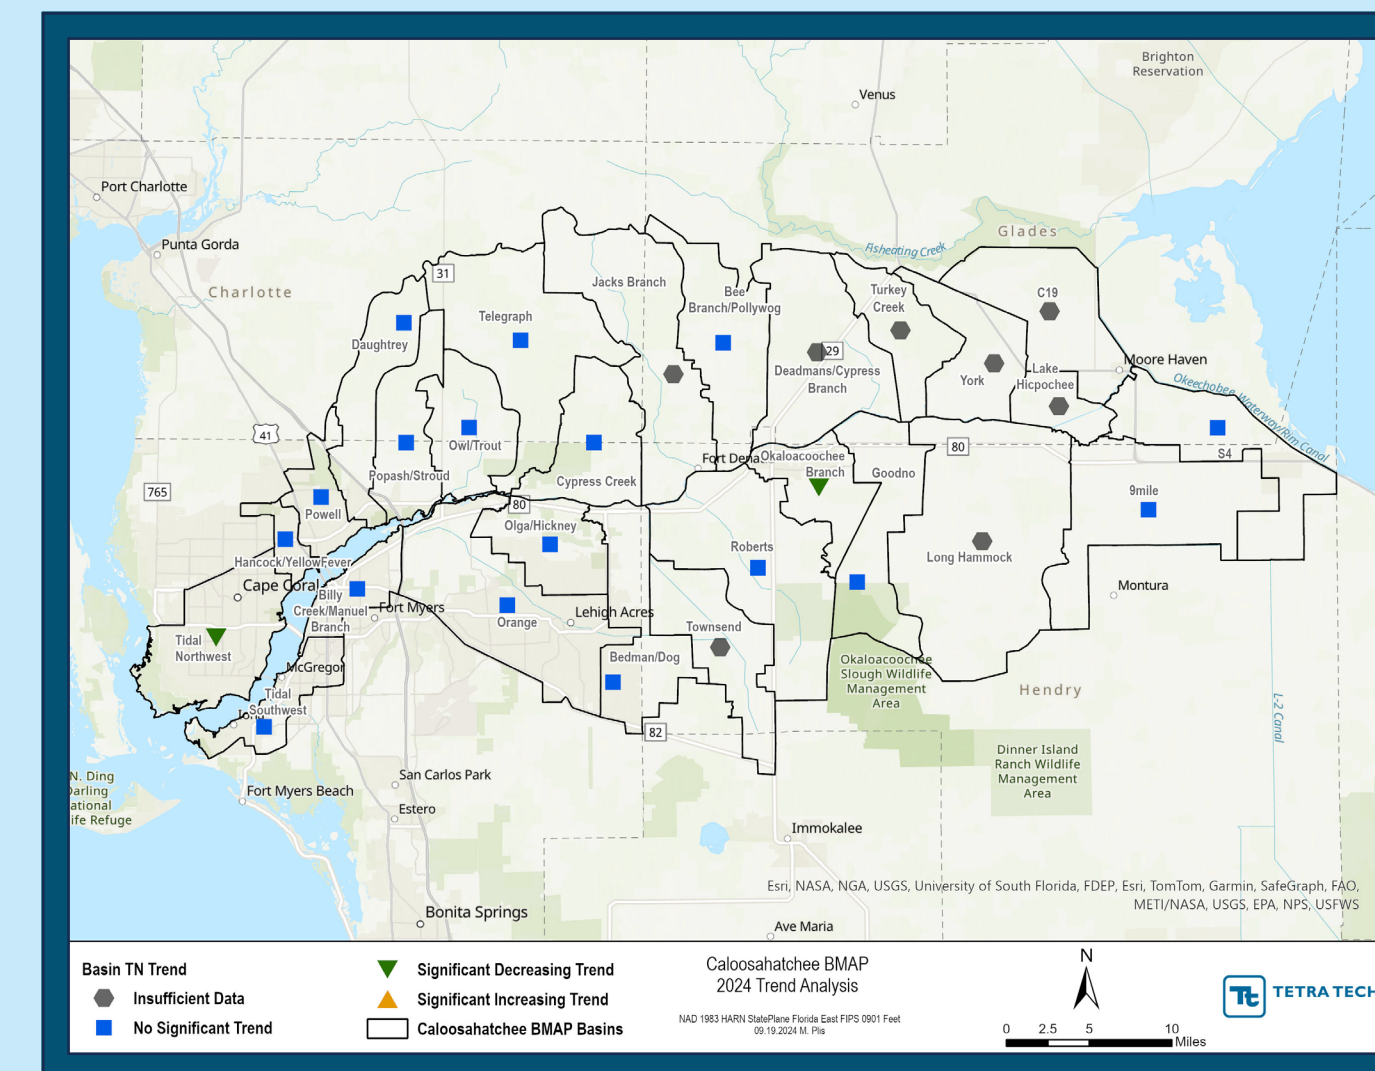 Brighton
Reservation
Venus
Port Charlotte
Punta Gorda
Glades
Fisheating Creek
Charlotte
31
Jacks Branch
Turkey
Creek
C19
Bee
Branch/Pollywog
Telegraph
Daughtrey
29
Deadmans/Cypress
Branch
York
Lake
Hicpochee
Moore Haven
Okeechobee Waterway/Rim Canal
41
Owl/Trout
Popash/Stroud
Cypress Creek
Fort Dena...
Okaloacoochee
Branch
Goodno
80
S4
765
Powell
80
Olga/Hickney
9mile
Hancock/YellowFever
Roberts
Long Hammock
Cape Coral
Billy
Creek/Manuel
Branch
Fort Myers
Orange
Lehigh Acres
Montura
Tidal
Northwest
Townsend
McGregor
Bedman/Dog
Okaloacoochee
Slough Wildlife
Management
Area
Tidal
Southwest
Hendry
L-2 Canal
82
N. Ding
Darling
ational
ife Refuge
Fort Myers Beach
San Carlos Park
Estero
Dinner Island
Ranch Wildlife
Management
Area
Immokalee
Bonita Springs
Ave Maria
Esri, NASA, NGA, USGS, University of South Florida, FDEP, Esri, TomTom, Garmin, SafeGraph, FAO,
METI/NASA, USGS, EPA, NPS, USFWS
Basin TN Trend
Insufficient Data
No Significant Trend
Significant Decreasing Trend
Significant Increasing Trend
Caloosahatchee BMAP Basins
Caloosahatchee BMAP
2024 Trend Analysis
NAD 1983 HARN StatePlane Florida East FIPS 0901 Feet
09.19.2024 M. Plis
N
0 2.5 5 10
Miles
Tt
TETRA TECH